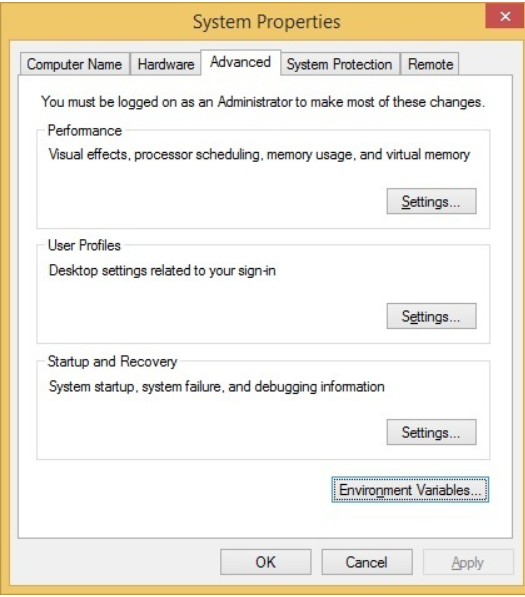 System Properties
x
Computer Name Hardware Advanced System Protection Remote
You must be logged on as an Administrator to make most of these changes.
Performance
Visual effects, processor scheduling, memory usage, and virtual memory
Settings...
User Profiles
Desktop settings related to your sign-in
Settings...
Startup and Recovery
System startup, system failure, and debugging information
Settings...
Environment Variables...
OK Cancel Apply